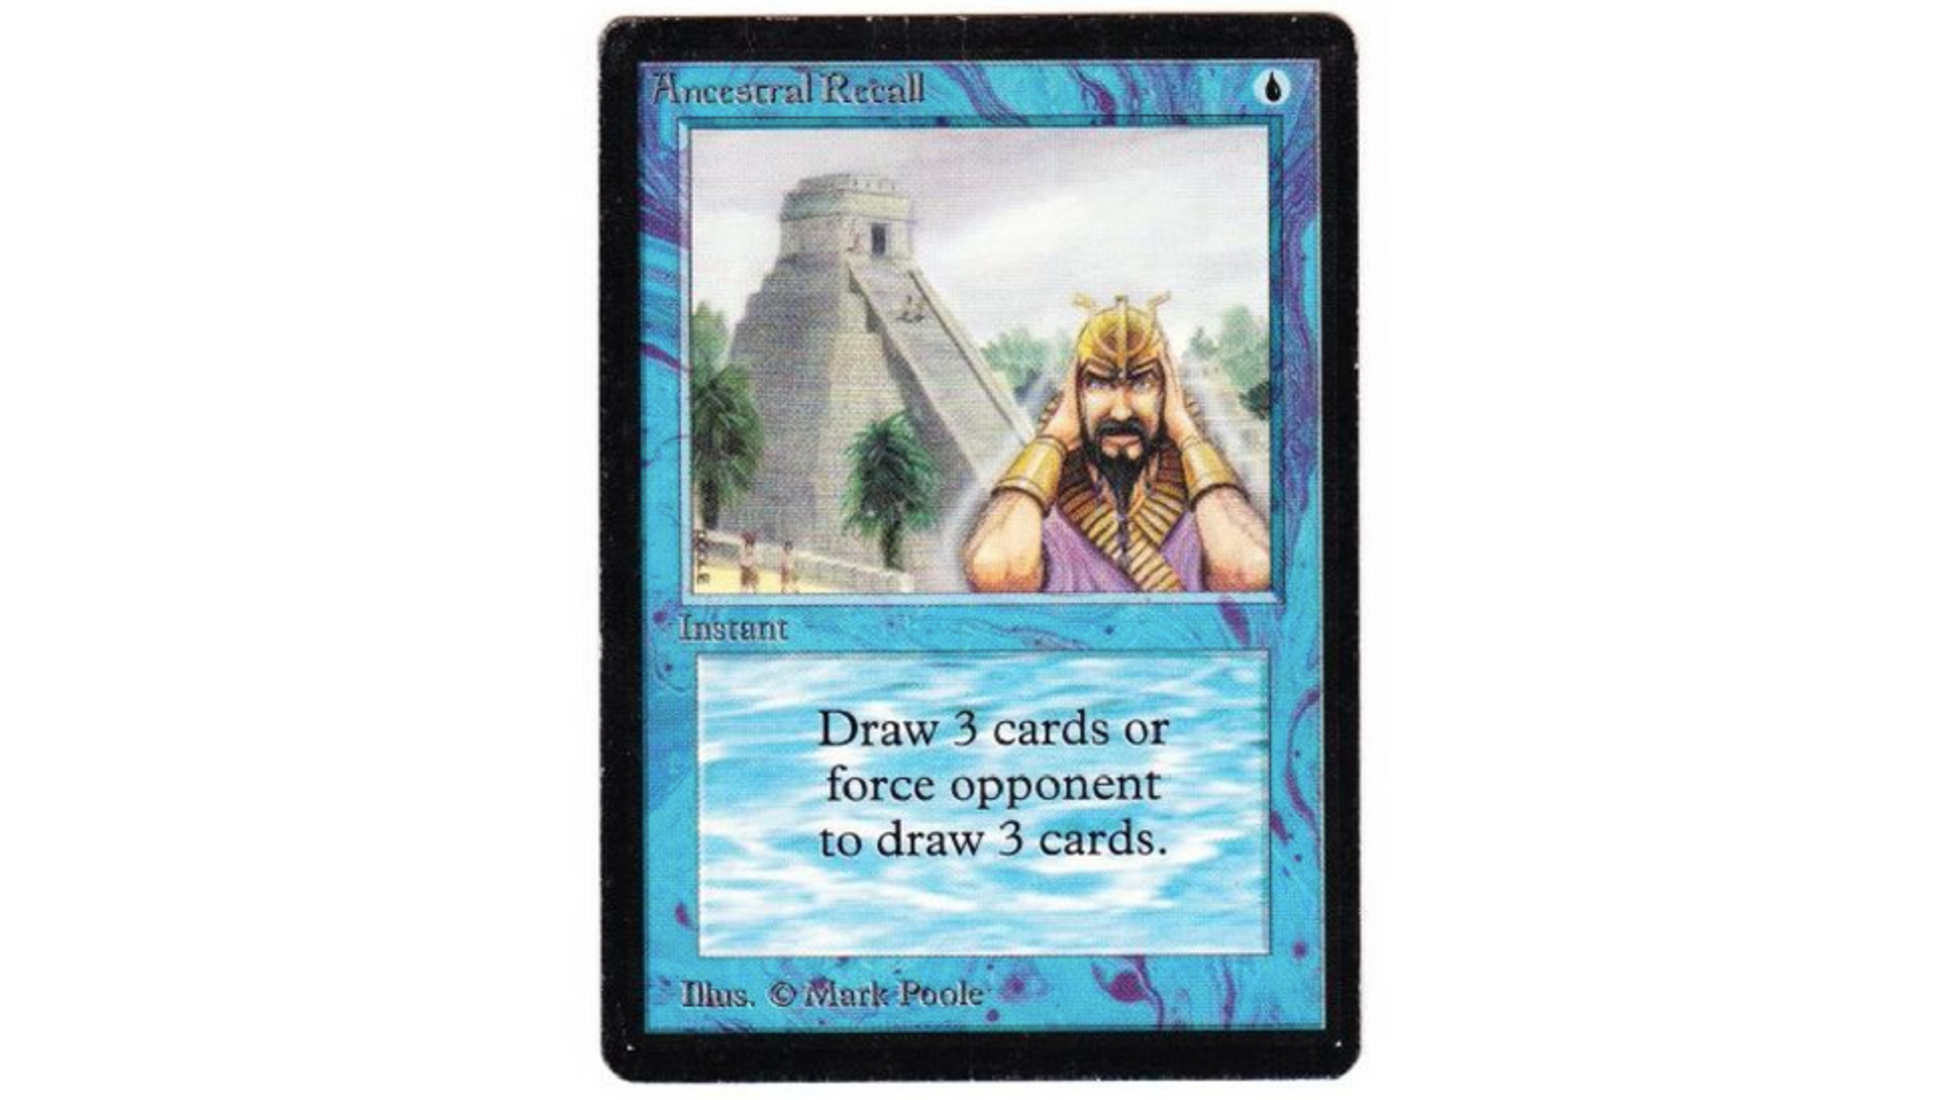 Ancestral Recall
Instant
Draw 3 cards or
force opponent
to draw 3 cards.
Illus. © Mark Poole